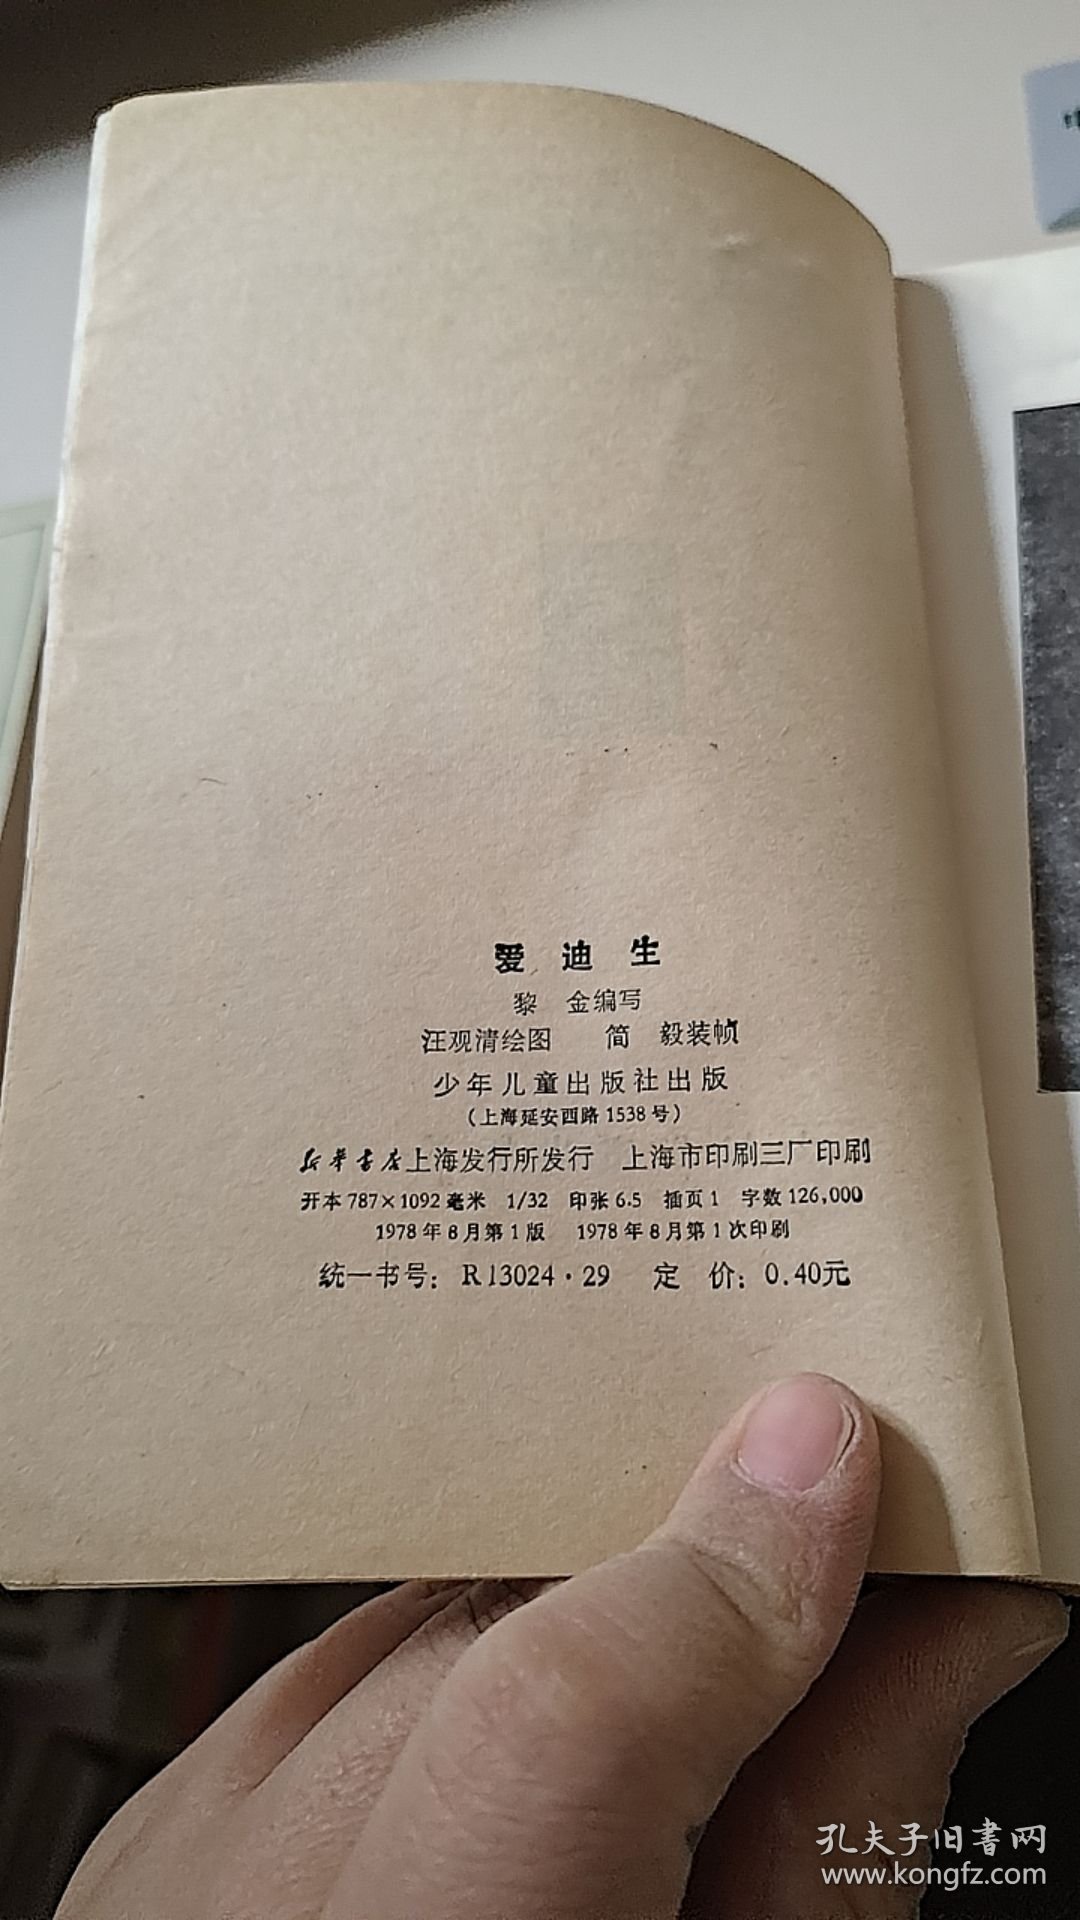 爱迪生
黎 金编写
汪观清绘图 简 毅装帧
少年儿童出版社出版
(上海延安西路1538号)
新华书店上海发行所发行 上海市印刷三厂印刷
开本787×1092毫米 1/32 印张6.5 插页1 字数126,000
1978年8月第1版 1978年8月第1次印刷
统一书号：R13024·29 定 价：0.40元
孔夫子旧书网
www.kongfz.com